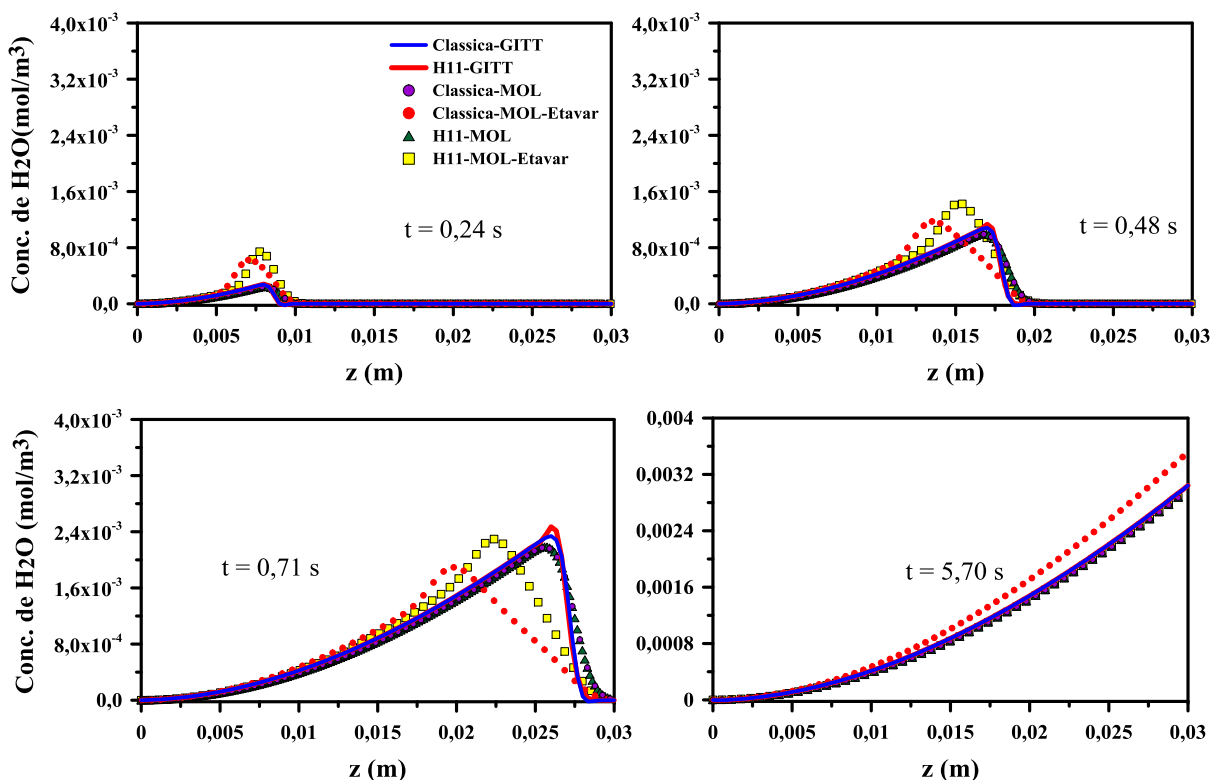 Conc. de H2O(mol/m3)
4,0x10⁻³
3,2x10⁻³
2,4x10⁻³
1,6x10⁻³
8,0x10⁻⁴
0,0
Classica-GITT
H11-GITT
Classica-MOL
Classica-MOL-Etavar
H11-MOL
H11-MOL-Etavar
t = 0,24 s
0 0,005 0,01 0,015 0,02 0,025 0,03
z (m)
4,0x10⁻³
3,2x10⁻³
2,4x10⁻³
1,6x10⁻³
8,0x10⁻⁴
0,0
t = 0,48 s
0 0,005 0,01 0,015 0,02 0,025 0,03
z (m)
Conc. de H2O (mol/m3)
4,0x10⁻³
3,2x10⁻³
2,4x10⁻³
1,6x10⁻³
8,0x10⁻⁴
0,0
t = 0,71 s
0 0,005 0,01 0,015 0,02 0,025 0,03
z (m)
0,004
0,0032
0,0024
0,0016
0,0008
0
t = 5,70 s
0 0,005 0,01 0,015 0,02 0,025 0,03
z (m)